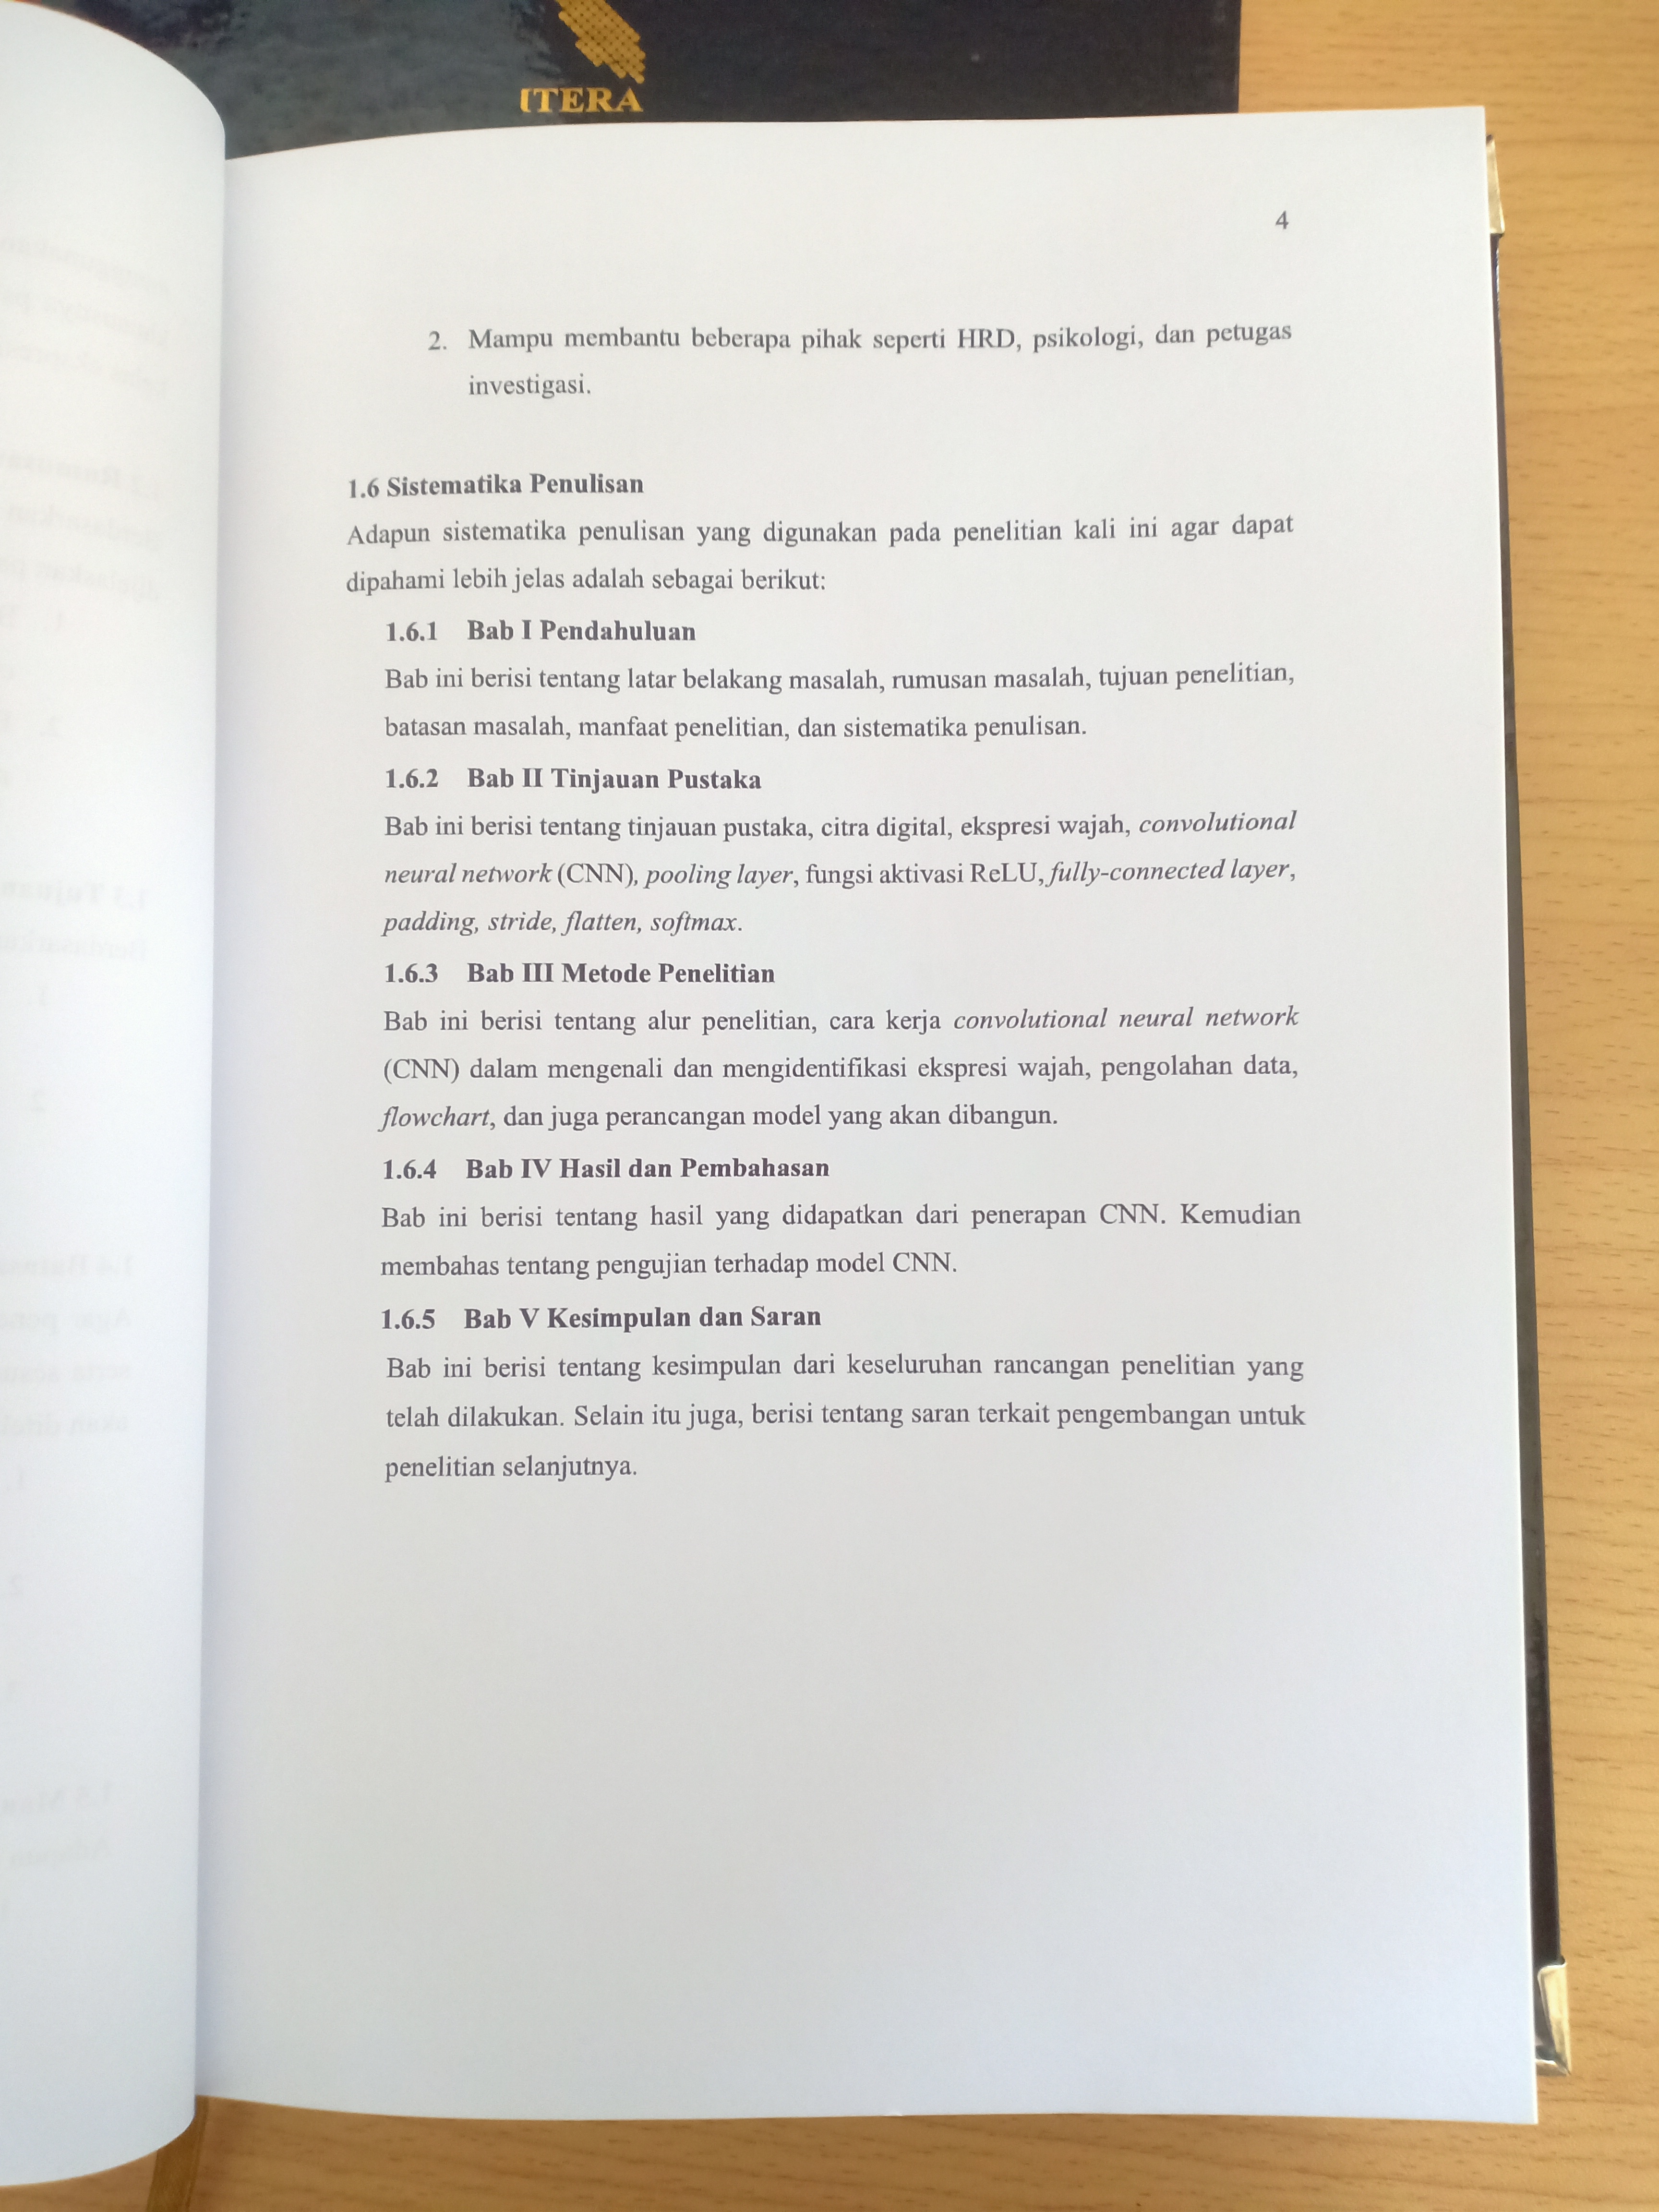 ITERA
4
2. Mampu membantu beberapa pihak seperti HRD, psikologi, dan petugas
investigasi.
1.6 Sistematika Penulisan
Adapun sistematika penulisan yang digunakan pada penelitian kali ini agar dapat
dipahami lebih jelas adalah sebagai berikut:
1.6.1 Bab I Pendahuluan
Bab ini berisi tentang latar belakang masalah, rumusan masalah, tujuan penelitian,
batasan masalah, manfaat penelitian, dan sistematika penulisan.
1.6.2 Bab II Tinjauan Pustaka
Bab ini berisi tentang tinjauan pustaka, citra digital, ekspresi wajah, convolutional
neural network (CNN), pooling layer, fungsi aktivasi ReLU, fully-connected layer,
padding, stride, flatten, softmax.
1.6.3 Bab III Metode Penelitian
Bab ini berisi tentang alur penelitian, cara kerja convolutional neural network
(CNN) dalam mengenali dan mengidentifikasi ekspresi wajah, pengolahan data,
flowchart, dan juga perancangan model yang akan dibangun.
1.6.4 Bab IV Hasil dan Pembahasan
Bab ini berisi tentang hasil yang didapatkan dari penerapan CNN. Kemudian
membahas tentang pengujian terhadap model CNN.
1.6.5 Bab V Kesimpulan dan Saran
Bab ini berisi tentang kesimpulan dari keseluruhan rancangan penelitian yang
telah dilakukan. Selain itu juga, berisi tentang saran terkait pengembangan untuk
penelitian selanjutnya.